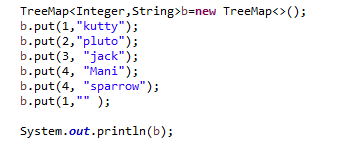 TreeMap<Integer,String>b=new TreeMap<>();
b.put(1,"kutty");
b.put(2,"pluto");
b.put(3, "jack");
b.put(4, "Mani");
b.put(4, "sparrow");
b.put(1,"" );
System.out.println(b);